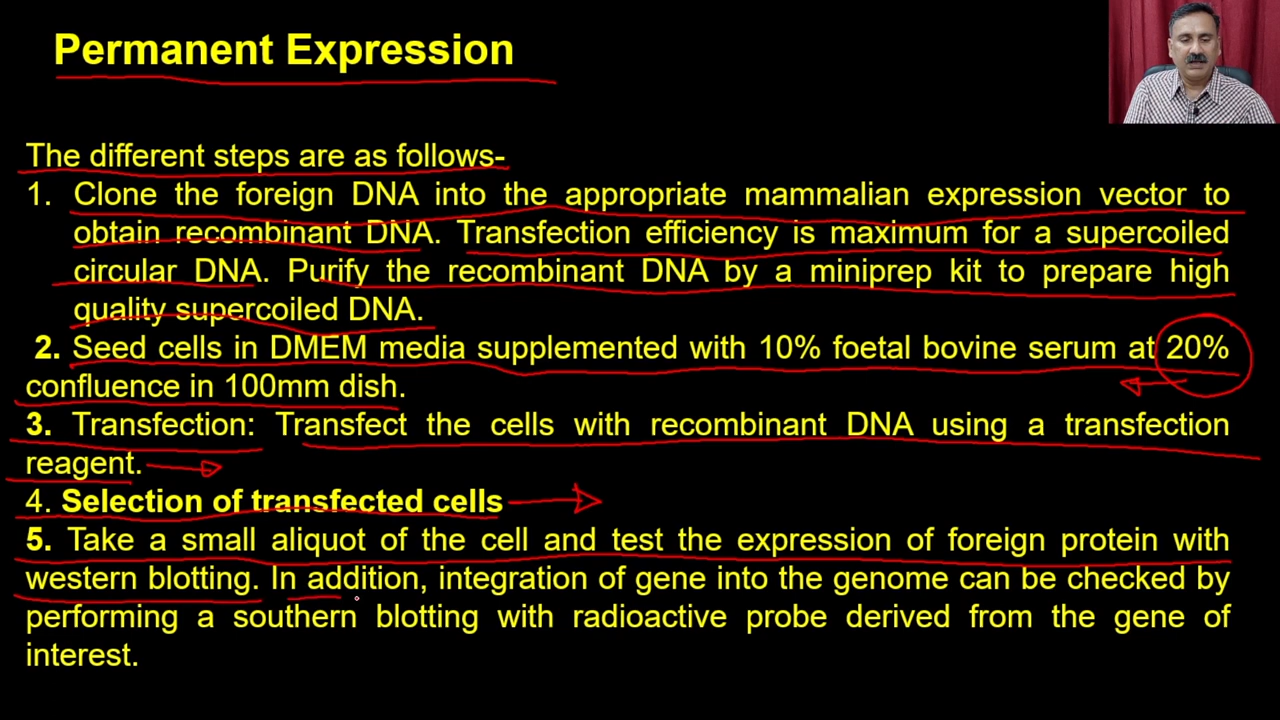 Permanent Expression
The different steps are as follows-
1. Clone the foreign DNA into the appropriate mammalian expression vector to
obtain recombinant DNA. Transfection efficiency is maximum for a supercoiled
circular DNA. Purify the recombinant DNA by a miniprep kit to prepare high
quality supercoiled DNA.
2. Seed cells in DMEM media supplemented with 10% foetal bovine serum at 20%
confluence in 100mm dish.
3. Transfection: Transfect the cells with recombinant DNA using a transfection
reagent.
4. Selection of transfected cells
5. Take a small aliquot of the cell and test the expression of foreign protein with
western blotting. In addition, integration of gene into the genome can be checked by
performing a southern blotting with radioactive probe derived from the gene of
interest.